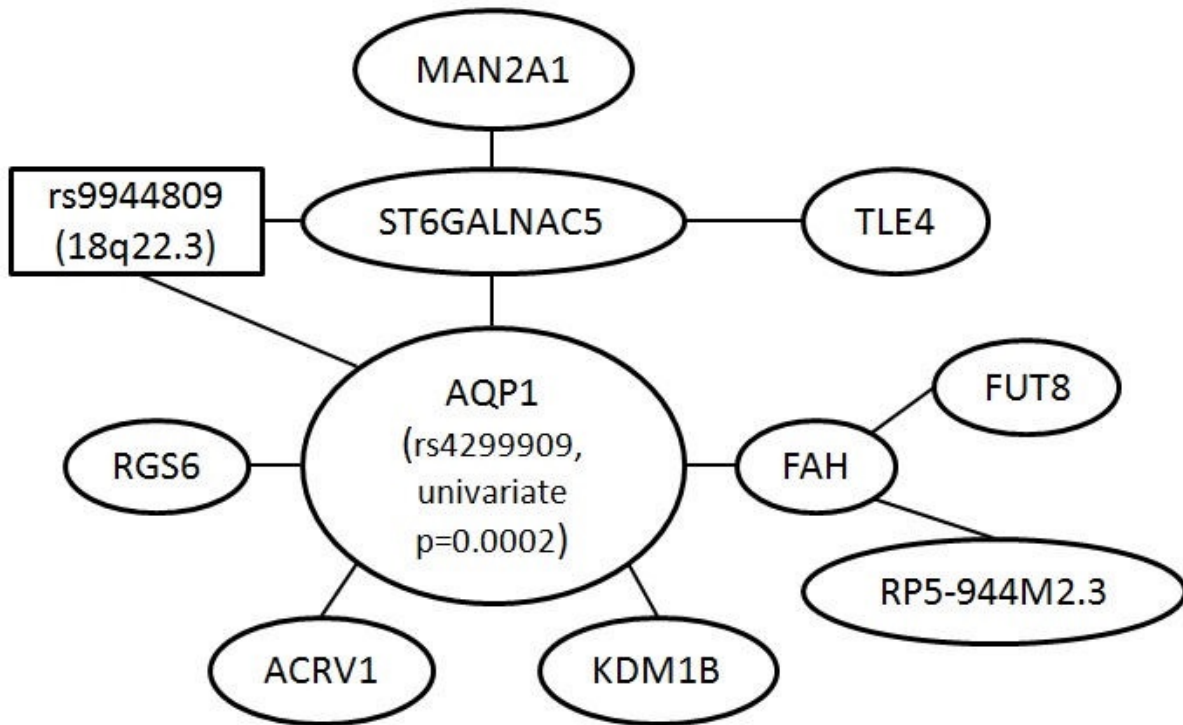 MAN2A1
rs9944809
(18q22.3)
ST6GALNAC5
TLE4
AQP1
(rs4299909,
univariate
p=0.0002)
FUT8
RGS6
FAH
RP5-944M2.3
ACRV1
KDM1B